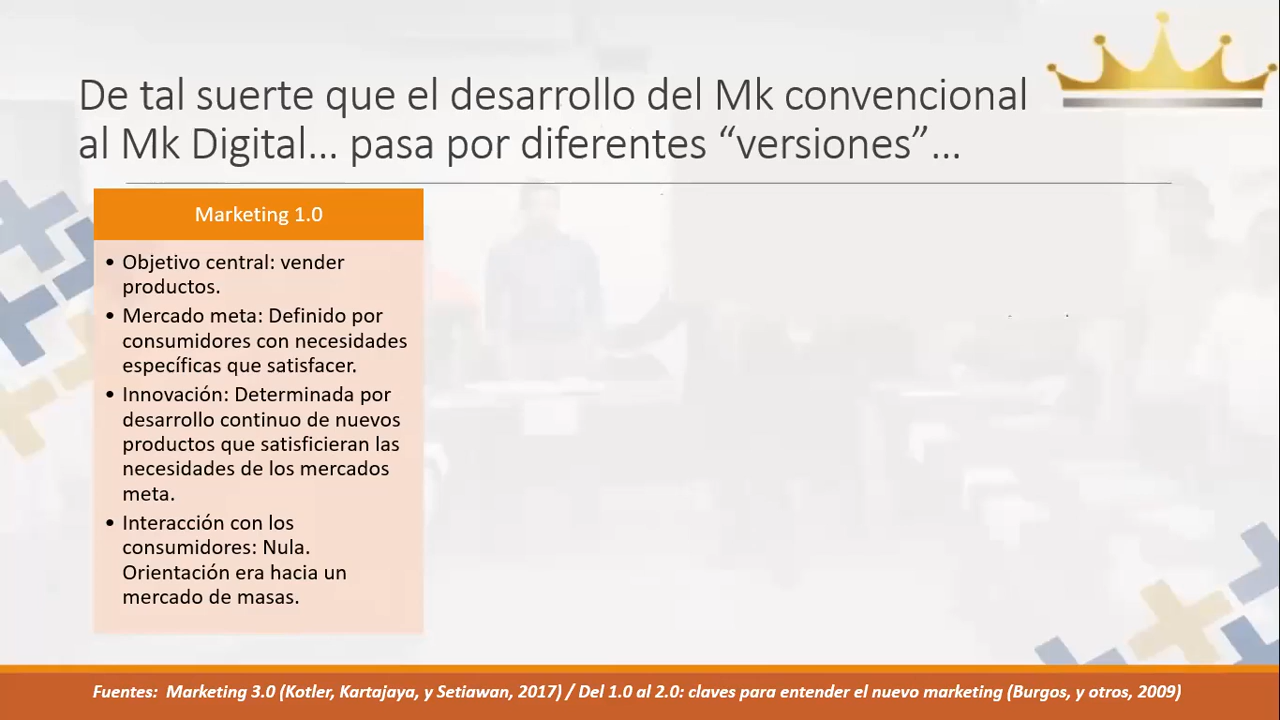 De tal suerte que el desarrollo del Mk convencional
al Mk Digital... pasa por diferentes “versiones”...
Marketing 1.0
• Objetivo central: vender
productos.
• Mercado meta: Definido por
consumidores con necesidades
específicas que satisfacer.
• Innovación: Determinada por
desarrollo continuo de nuevos
productos que satisficieran las
necesidades de los mercados
meta.
• Interacción con los
consumidores: Nula.
Orientación era hacia un
mercado de masas.
Fuentes: Marketing 3.0 (Kotler, Kartajaya, y Setiawan, 2017) / Del 1.0 al 2.0: claves para entender el nuevo marketing (Burgos, y otros, 2009)